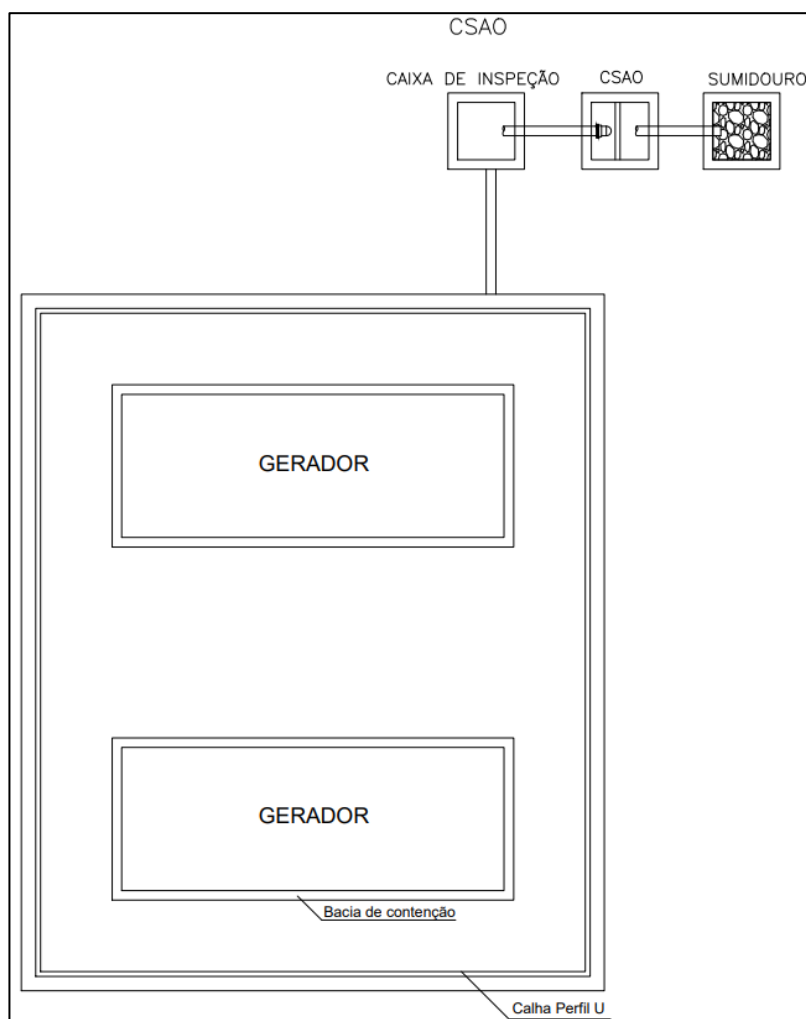 CSAO
CAIXA DE INSPEÇÃO
CSAO
SUMIDOURO
GERADOR
GERADOR
Bacia de contenção
Calha Perfil U